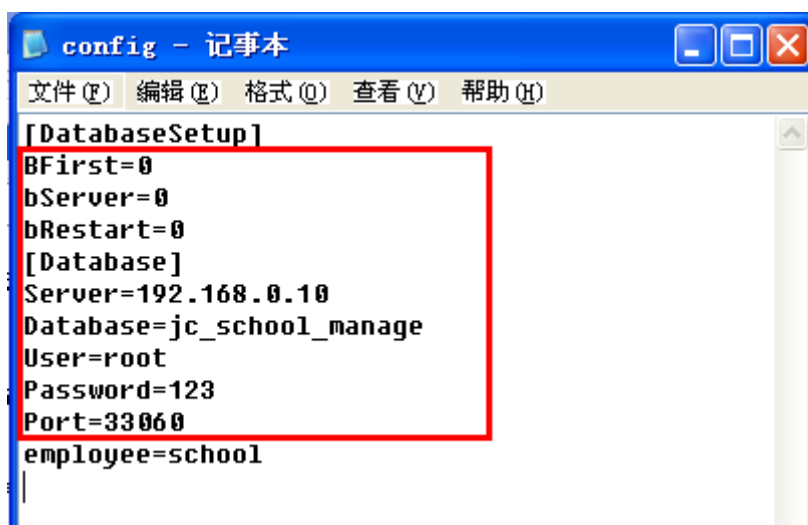 config - 记事本
文件(F) 编辑(E) 格式(O) 查看(V) 帮助(H)
[DatabaseSetup]
BFirst=0
bServer=0
bRestart=0
[Database]
Server=192.168.0.10
Database=jc_school_manage
User=root
Password=123
Port=33060
employee=school